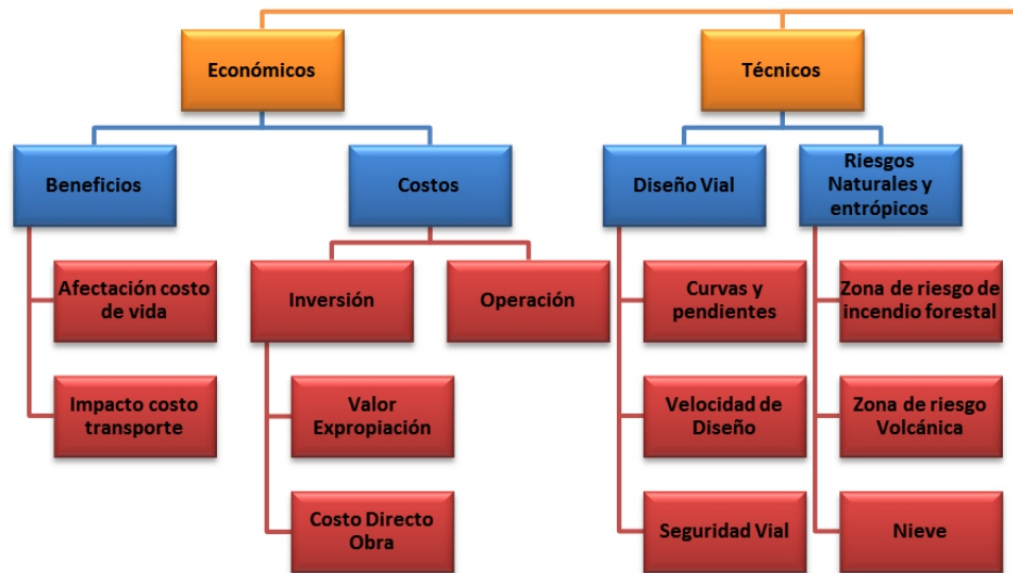 Económicos
Técnicos
Beneficios
Costos
Diseño Vial
Riesgos
Naturales y
entrópicos
Afectación costo
de vida
Inversión
Operación
Curvas y
pendientes
Zona de riesgo de
incendio forestal
Impacto costo
transporte
Valor
Expropiación
Velocidad de
Diseño
Zona de riesgo
Volcánica
Costo Directo
Obra
Seguridad Vial
Nieve